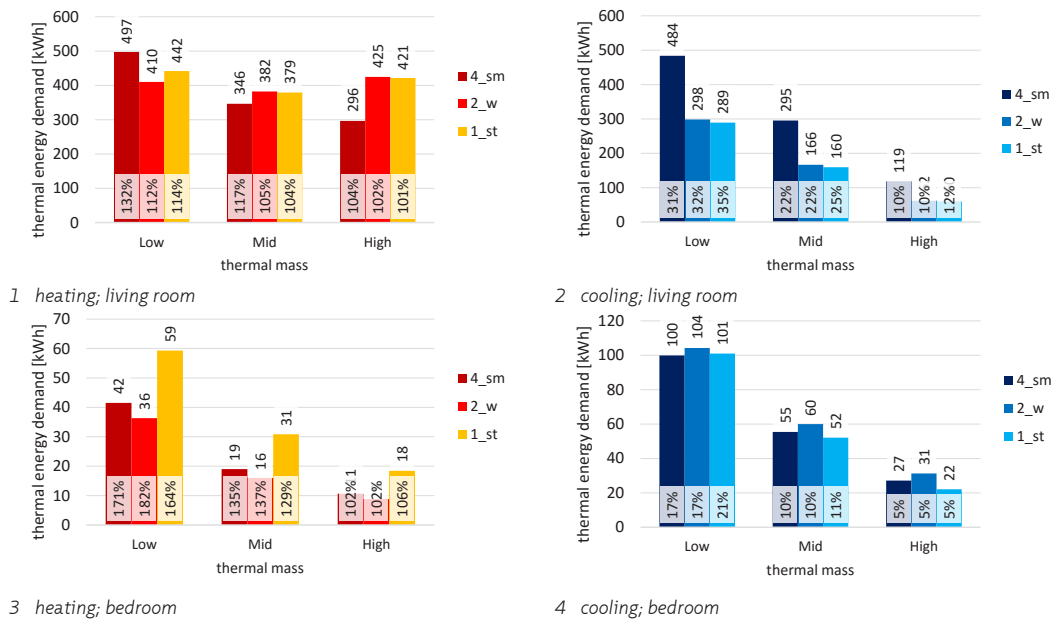 thermal energy demand [kWh]
600
500
400
300
200
100
0
497
410
442
346
382
379
296
425
421
132%
112%
114%
117%
105%
104%
104%
102%
101%
Low
Mid
High
thermal mass
4_sm
2_w
1_st
1 heating; living room
thermal energy demand [kWh]
600
500
400
300
200
100
0
484
298
289
295
166
160
119
31%
32%
35%
22%
22%
25%
10%
10%
12%
Low
Mid
High
thermal mass
4_sm
2_w
1_st
2 cooling; living room
thermal energy demand [kWh]
70
60
50
40
30
20
10
0
42
36
59
19
16
31
18
171%
182%
164%
135%
137%
129%
102%
102%
106%
Low
Mid
High
thermal mass
4_sm
2_w
1_st
3 heating; bedroom
thermal energy demand [kWh]
120
100
80
60
40
20
0
100
104
101
55
60
52
27
31
22
17%
17%
21%
10%
10%
11%
5%
5%
5%
Low
Mid
High
thermal mass
4_sm
2_w
1_st
4 cooling; bedroom